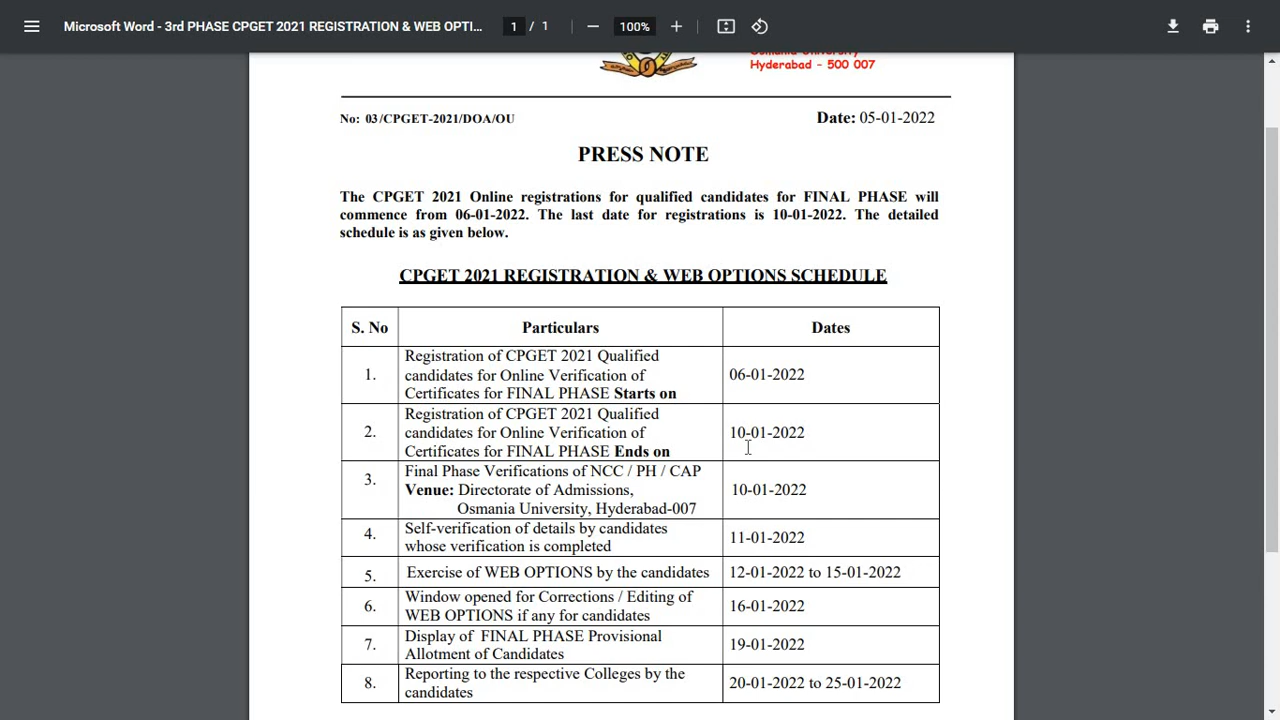 Microsoft Word - 3rd PHASE CPGET 2021 REGISTRATION & WEB OPTI... 1 / 1 100%
Osmania University
Hyderabad - 500 007
No: 03/CPGET-2021/DOA/OU Date: 05-01-2022
PRESS NOTE
The CPGET 2021 Online registrations for qualified candidates for FINAL PHASE will
commence from 06-01-2022. The last date for registrations is 10-01-2022. The detailed
schedule is as given below.
CPGET 2021 REGISTRATION & WEB OPTIONS SCHEDULE
S. No Particulars Dates
1. Registration of CPGET 2021 Qualified
candidates for Online Verification of
Certificates for FINAL PHASE Starts on 06-01-2022
2. Registration of CPGET 2021 Qualified
candidates for Online Verification of
Certificates for FINAL PHASE Ends on 10-01-2022
3. Final Phase Verifications of NCC / PH / CAP
Venue: Directorate of Admissions,
Osmania University, Hyderabad-007 10-01-2022
4. Self-verification of details by candidates
whose verification is completed 11-01-2022
5. Exercise of WEB OPTIONS by the candidates 12-01-2022 to 15-01-2022
6. Window opened for Corrections / Editing of
WEB OPTIONS if any for candidates 16-01-2022
7. Display of FINAL PHASE Provisional
Allotment of Candidates 19-01-2022
8. Reporting to the respective Colleges by the
candidates 20-01-2022 to 25-01-2022